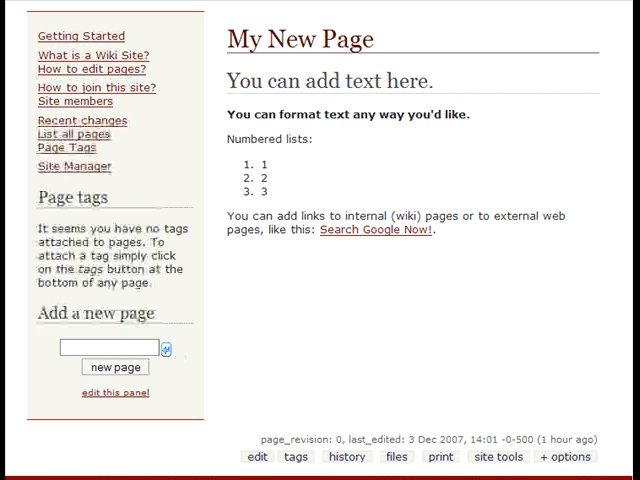 Getting Started
What is a Wiki Site?
How to edit pages?
How to join this site?
Site members
Recent changes
List all pages
Page Tags
Site Manager
Page tags
It seems you have no tags
attached to pages. To
attach a tag simply click
on the tags button at the
bottom of any page.
Add a new page
new page
edit this panel
My New Page
You can add text here.
You can format text any way you'd like.
Numbered lists:
1. 1
2. 2
3. 3
You can add links to internal (wiki) pages or to external web
pages, like this: Search Google Now!.
page_revision: 0, last_edited: 3 Dec 2007, 14:01 -0-500 (1 hour ago)
edit tags history files print site tools + options